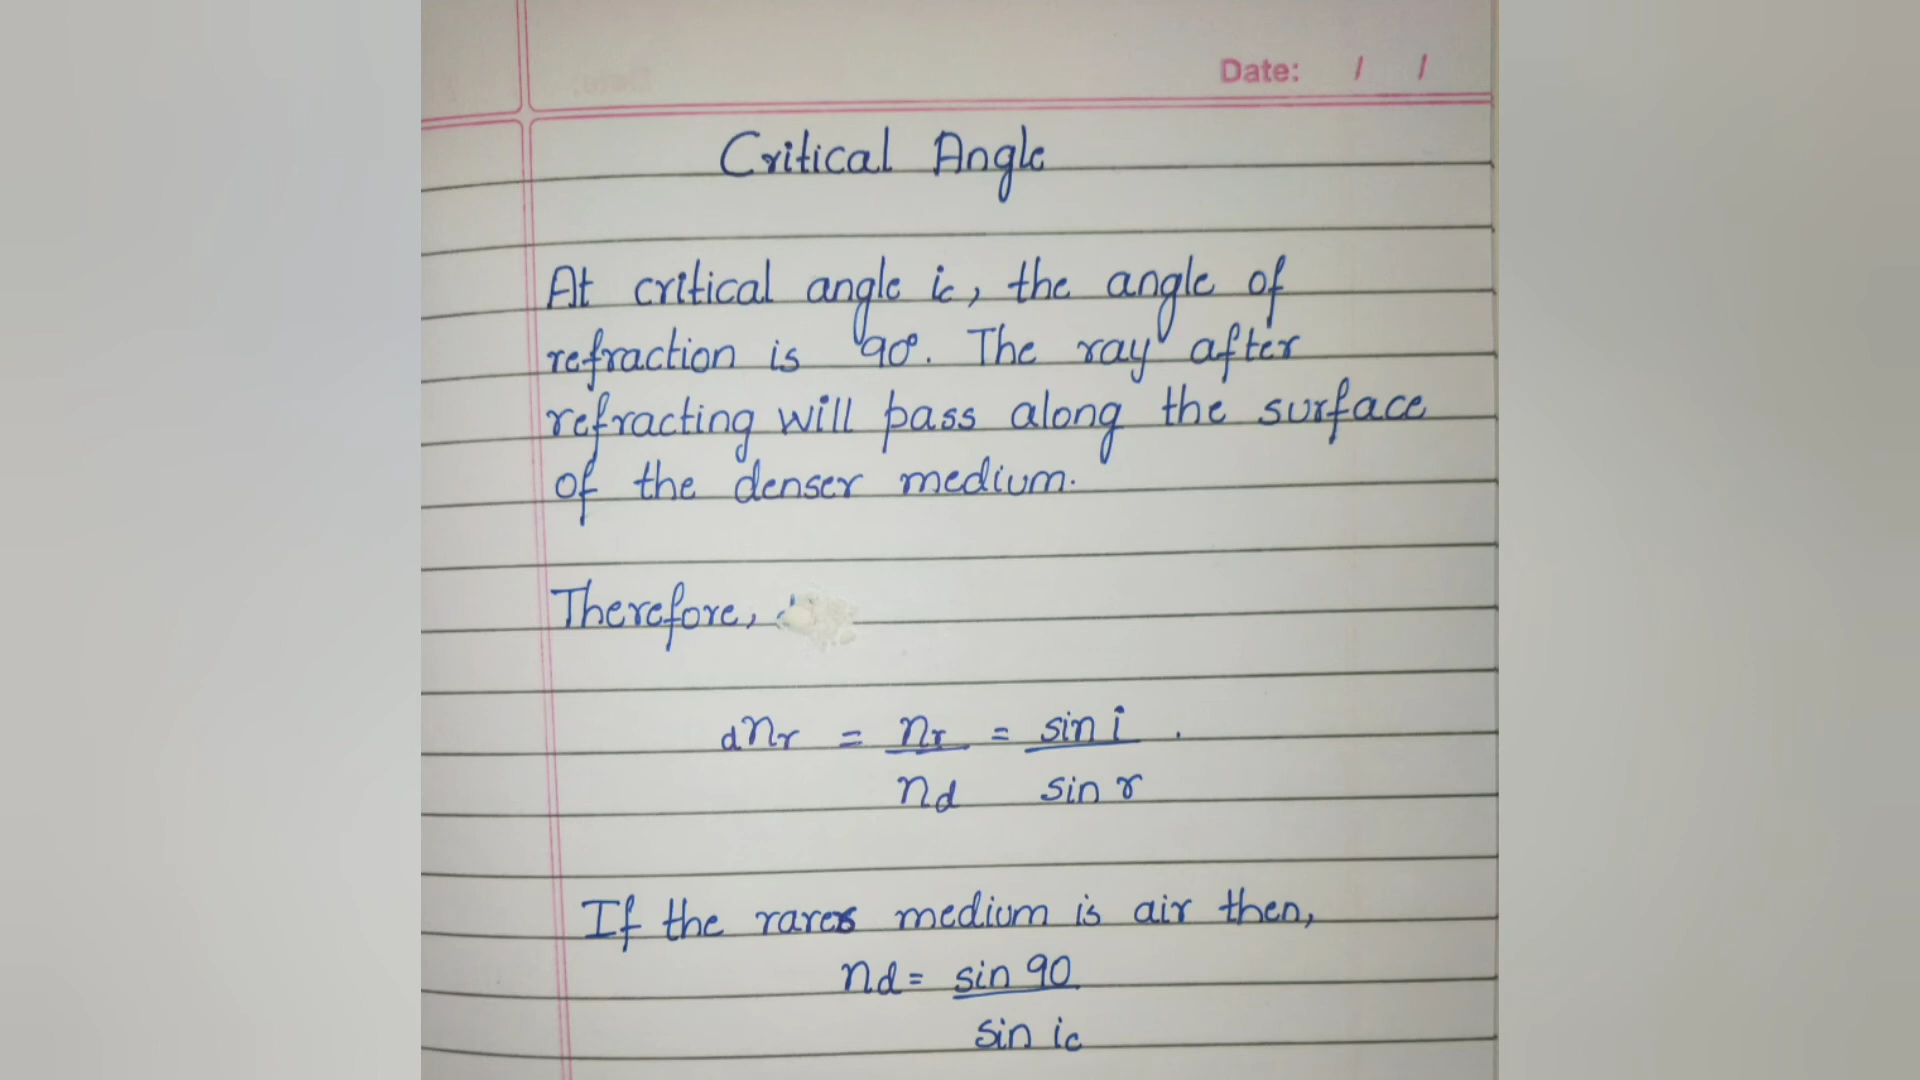 Date: / /
Critical Angle
At critical angle ic, the angle of
refraction is 90°. The ray after
refracting will pass along the surface
of the denser medium.
Therefore,
dnr = nr/nd = sin i/sin r .
If the rarer medium is air then,
nd = sin 90/sin ic